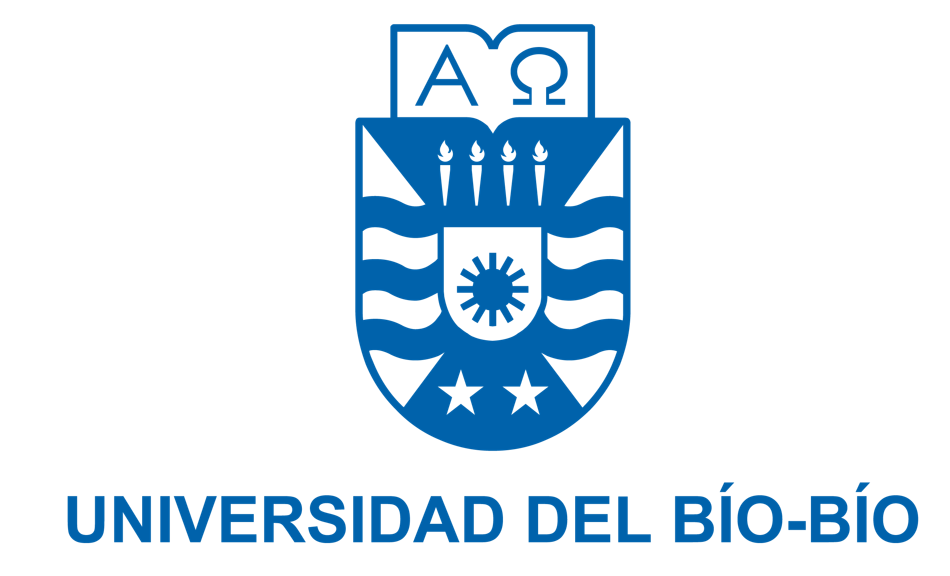 Α Ω
UNIVERSIDAD DEL BÍO-BÍO